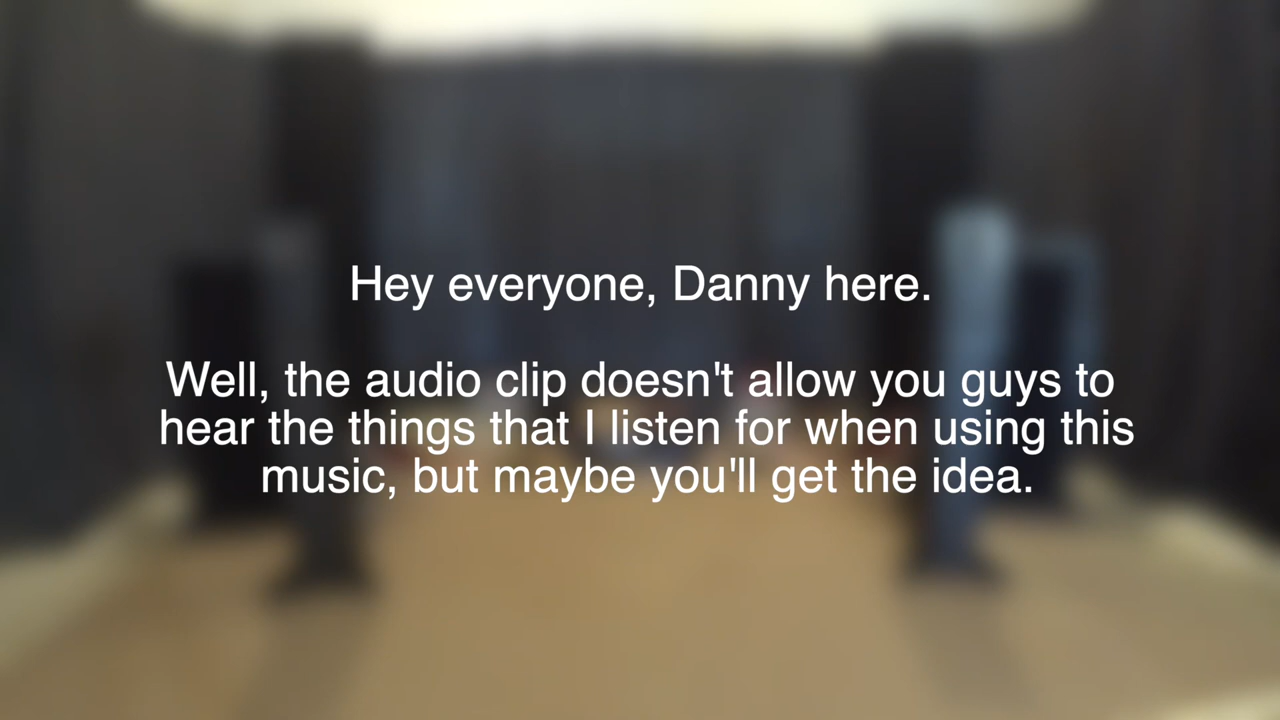 Hey everyone, Danny here.
Well, the audio clip doesn't allow you guys to
hear the things that I listen for when using this
music, but maybe you'll get the idea.